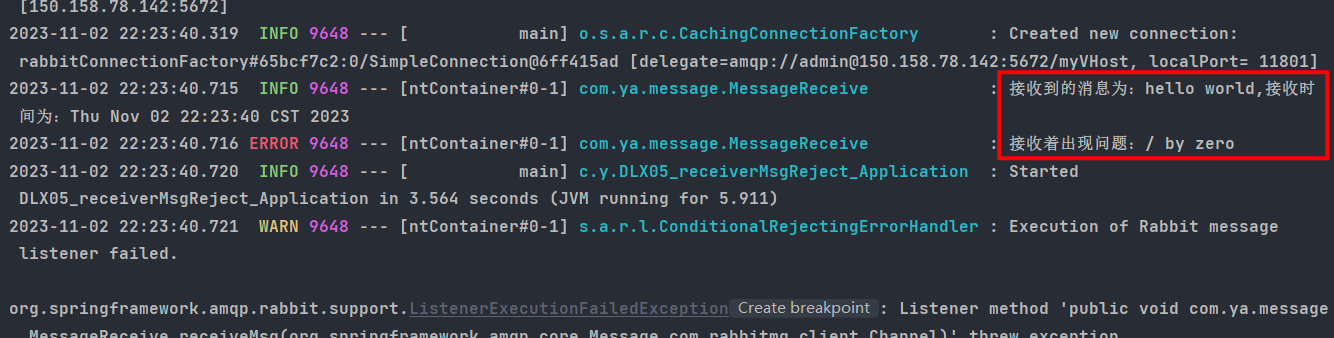 [150.158.78.142:5672]
2023-11-02 22:23:40.319  INFO 9648 --- [           main] o.s.a.r.c.CachingConnectionFactory       : Created new connection:
rabbitConnectionFactory#65bcf7c2:0/SimpleConnection@6ff415ad [delegate=amqp://admin@150.158.78.142:5672/myVHost, localPort= 11801]
2023-11-02 22:23:40.715  INFO 9648 --- [ntContainer#0-1] com.ya.message.MessageReceive            : 接收到的消息为：hello world,接收时
间为：Thu Nov 02 22:23:40 CST 2023
2023-11-02 22:23:40.716 ERROR 9648 --- [ntContainer#0-1] com.ya.message.MessageReceive            : 接收着出现问题：/ by zero
2023-11-02 22:23:40.720  INFO 9648 --- [           main] c.y.DLX05_receiverMsgReject_Application  : Started
DLX05_receiverMsgReject_Application in 3.564 seconds (JVM running for 5.911)
2023-11-02 22:23:40.721  WARN 9648 --- [ntContainer#0-1] s.a.r.l.ConditionalRejectingErrorHandler : Execution of Rabbit message
listener failed.
org.springframework.amqp.rabbit.support.ListenerExecutionFailedException Create breakpoint : Listener method 'public void com.ya.message
.MessageReceive.receiveMsg(org.springframework.amqp.core.Message,com.rabbitmq.client.Channel)' threw exception